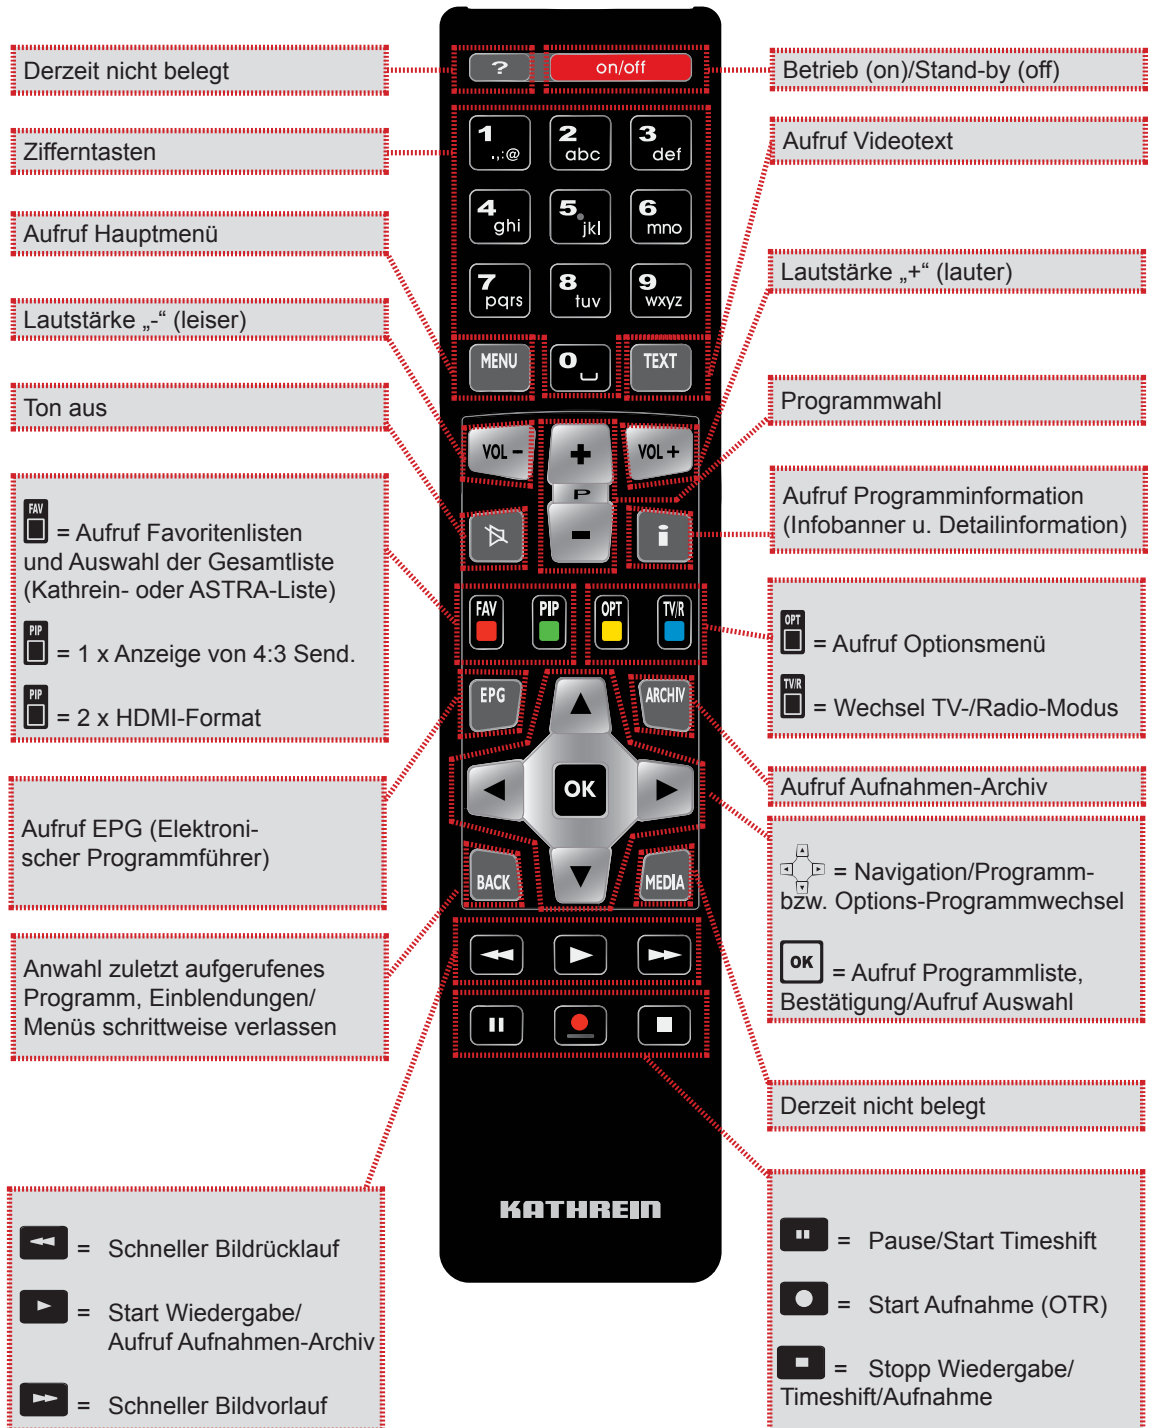 Derzeit nicht belegt
Zifferntasten
Aufruf Hauptmenü
Lautstärke „-“ (leiser)
Ton aus
FAV
= Aufruf Favoritenlisten
und Auswahl der Gesamtliste
(Kathrein- oder ASTRA-Liste)
PIP
= 1 x Anzeige von 4:3 Send.
PIP
= 2 x HDMI-Format
Aufruf EPG (Elektroni-
scher Programmführer)
Anwahl zuletzt aufgerufenes
Programm, Einblendungen/
Menüs schrittweise verlassen
= Schneller Bildrücklauf
= Start Wiedergabe/
Aufruf Aufnahmen-Archiv
= Schneller Bildvorlauf
? on/off
1 .,:@ 2 abc 3 def
4 ghi 5 jkl 6 mno
7 pqrs 8 tuv 9 wxyz
MENU 0 TEXT
VOL - + VOL +
P
- i
FAV PIP OPT TV/R
EPG ARCHIV
OK
BACK MEDIA
KATHREIN
Betrieb (on)/Stand-by (off)
Aufruf Videotext
Lautstärke „+“ (lauter)
Programmwahl
Aufruf Programminformation
(Infobanner u. Detailinformation)
OPT
= Aufruf Optionsmenü
TV/R
= Wechsel TV-/Radio-Modus
Aufruf Aufnahmen-Archiv
= Navigation/Programm-
bzw. Options-Programmwechsel
OK
= Aufruf Programmliste,
Bestätigung/Aufruf Auswahl
Derzeit nicht belegt
= Pause/Start Timeshift
= Start Aufnahme (OTR)
= Stopp Wiedergabe/
Timeshift/Aufnahme